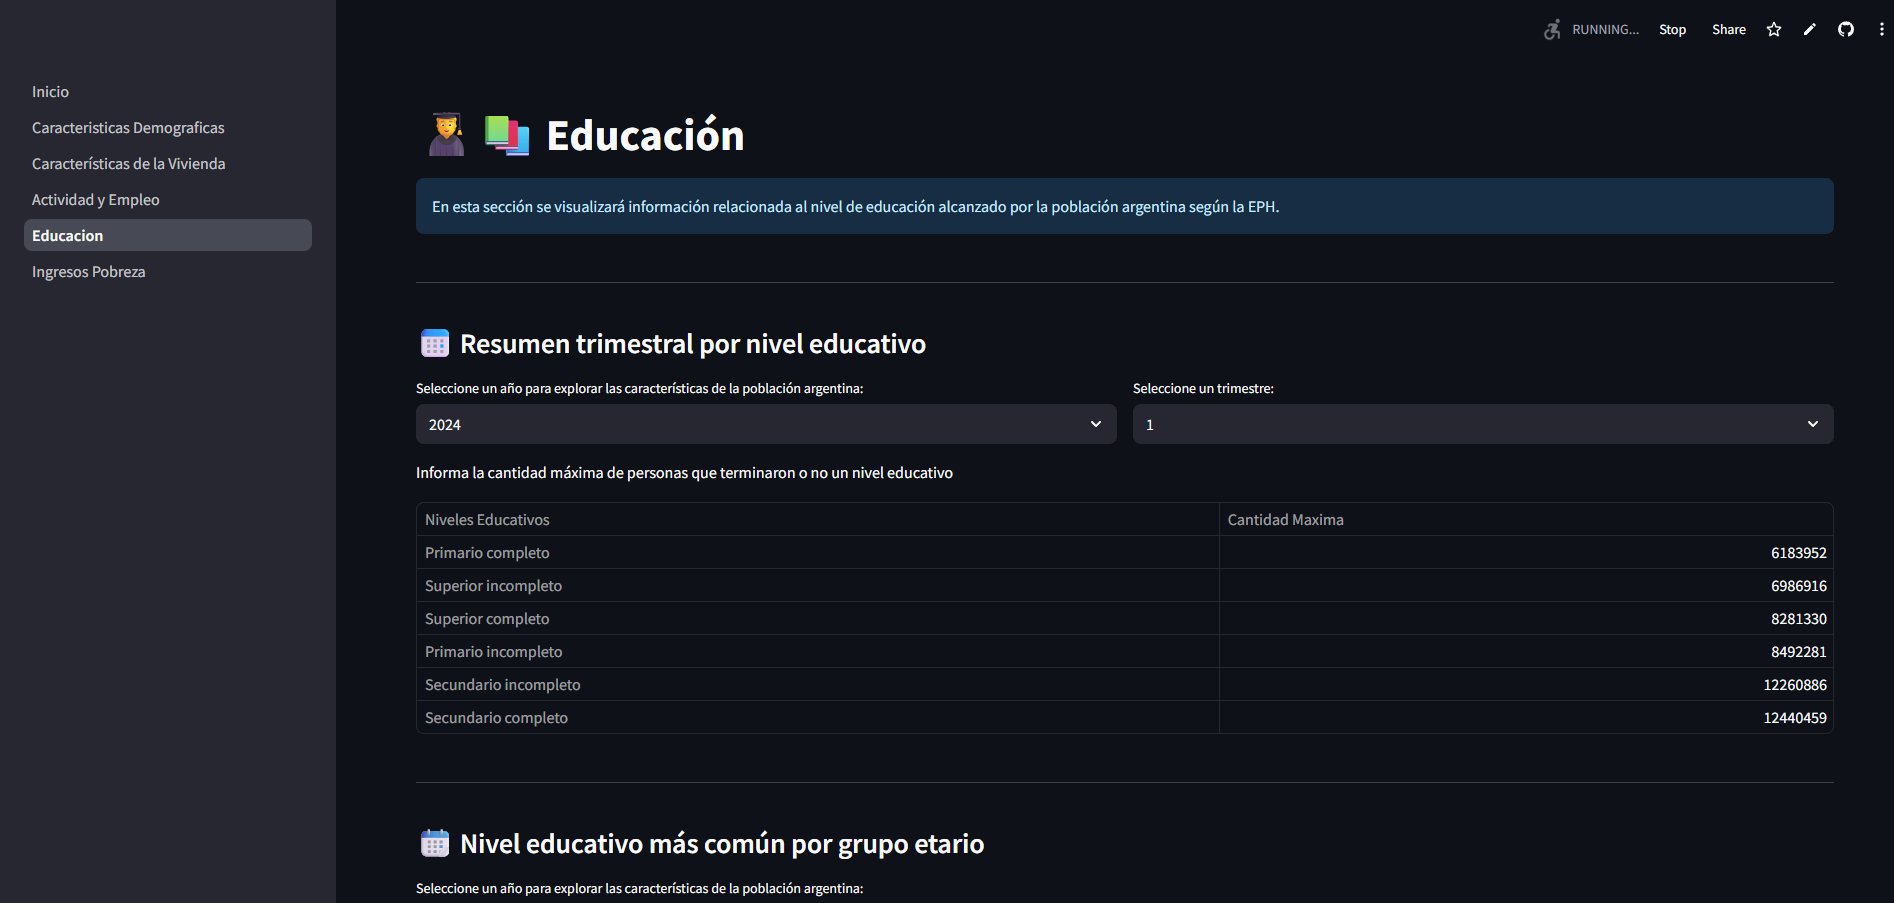 RUNNING... Stop Share
Inicio
Caracteristicas Demograficas
Características de la Vivienda
Actividad y Empleo
Educacion
Ingresos Pobreza
Educación
En esta sección se visualizará información relacionada al nivel de educación alcanzado por la población argentina según la EPH.
Resumen trimestral por nivel educativo
Seleccione un año para explorar las características de la población argentina:
2024
Seleccione un trimestre:
1
Informa la cantidad máxima de personas que terminaron o no un nivel educativo
Niveles Educativos Cantidad Maxima
Primario completo 6183952
Superior incompleto 6986916
Superior completo 8281330
Primario incompleto 8492281
Secundario incompleto 12260886
Secundario completo 12440459
Nivel educativo más común por grupo etario
Seleccione un año para explorar las características de la población argentina: